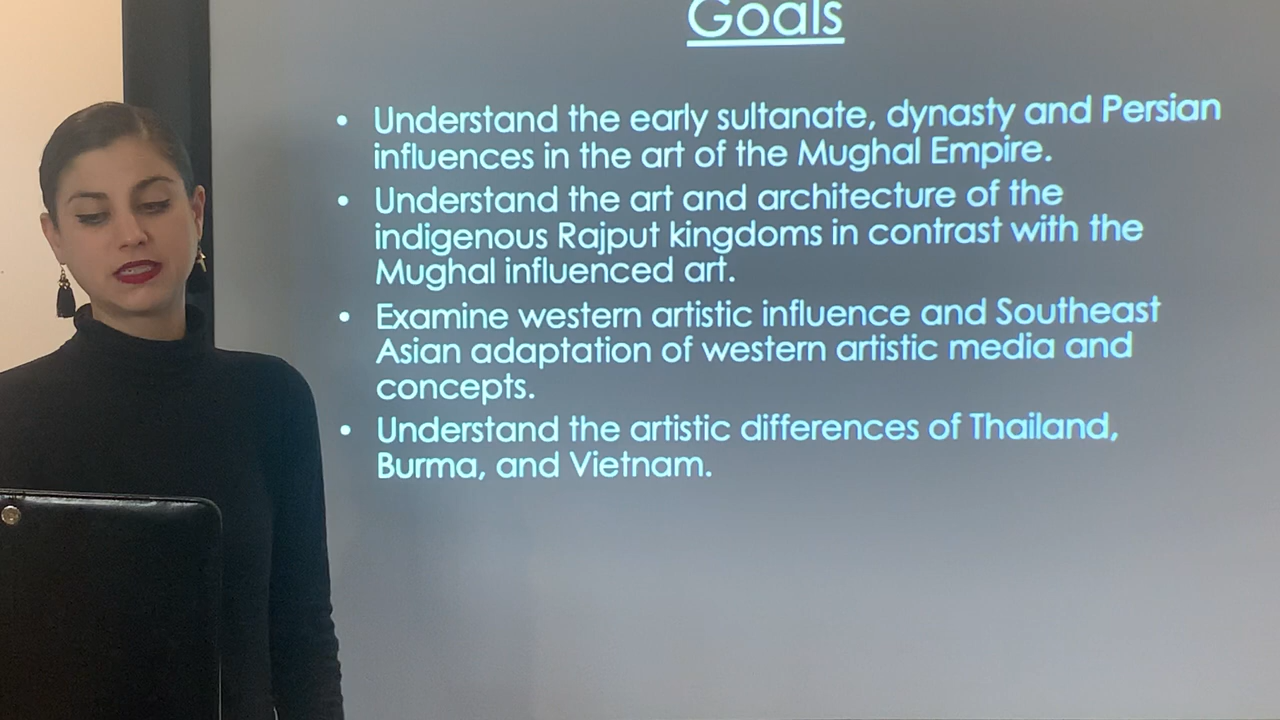 Goals
• Understand the early sultanate, dynasty and Persian
influences in the art of the Mughal Empire.
• Understand the art and architecture of the
indigenous Rajput kingdoms in contrast with the
Mughal influenced art.
• Examine western artistic influence and Southeast
Asian adaptation of western artistic media and
concepts.
• Understand the artistic differences of Thailand,
Burma, and Vietnam.